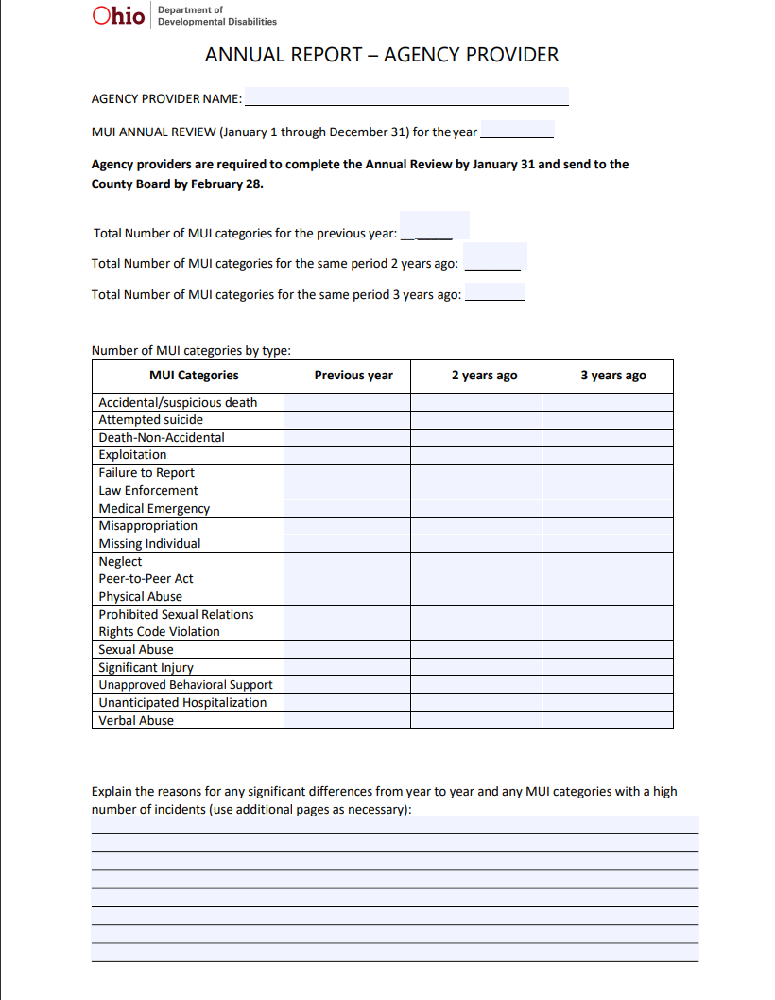 Ohio Department of
Developmental Disabilities
ANNUAL REPORT – AGENCY PROVIDER
AGENCY PROVIDER NAME:
MUI ANNUAL REVIEW (January 1 through December 31) for the year
Agency providers are required to complete the Annual Review by January 31 and send to the
County Board by February 28.
Total Number of MUI categories for the previous year:
Total Number of MUI categories for the same period 2 years ago:
Total Number of MUI categories for the same period 3 years ago:
Number of MUI categories by type:
MUI Categories Previous year 2 years ago 3 years ago
Accidental/suspicious death
Attempted suicide
Death-Non-Accidental
Exploitation
Failure to Report
Law Enforcement
Medical Emergency
Misappropriation
Missing Individual
Neglect
Peer-to-Peer Act
Physical Abuse
Prohibited Sexual Relations
Rights Code Violation
Sexual Abuse
Significant Injury
Unapproved Behavioral Support
Unanticipated Hospitalization
Verbal Abuse
Explain the reasons for any significant differences from year to year and any MUI categories with a high
number of incidents (use additional pages as necessary):